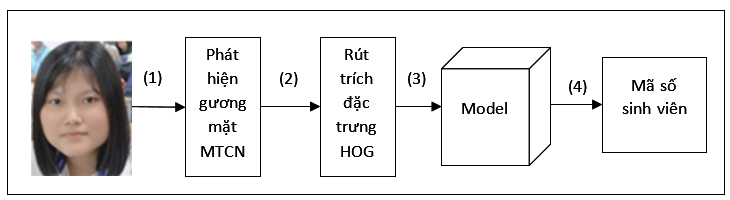 (1)
Phát
hiện
gương
mặt
MTCN
(2)
Rút
trích
đặc
trưng
HOG
(3)
Model
(4)
Mã số
sinh viên